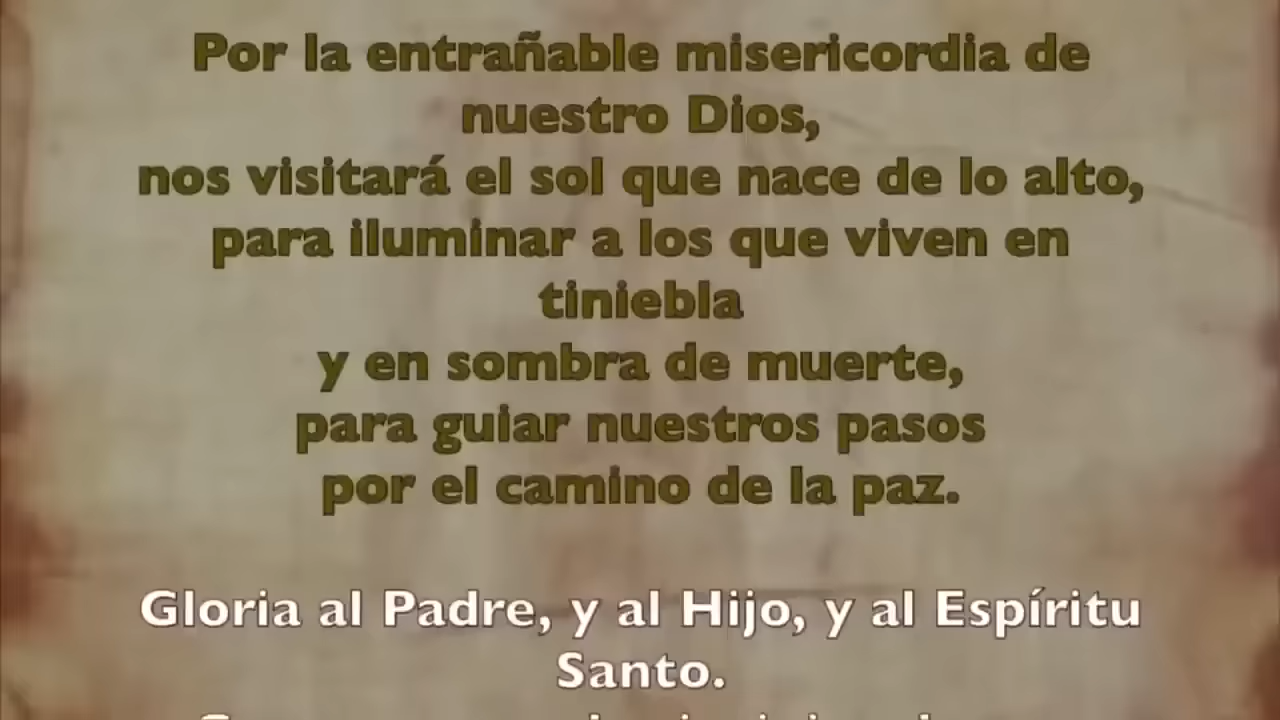 Por la entrañable misericordia de
nuestro Dios,
nos visitará el sol que nace de lo alto,
para iluminar a los que viven en
tiniebla
y en sombra de muerte,
para guiar nuestros pasos
por el camino de la paz.
Gloria al Padre, y al Hijo, y al Espíritu
Santo.